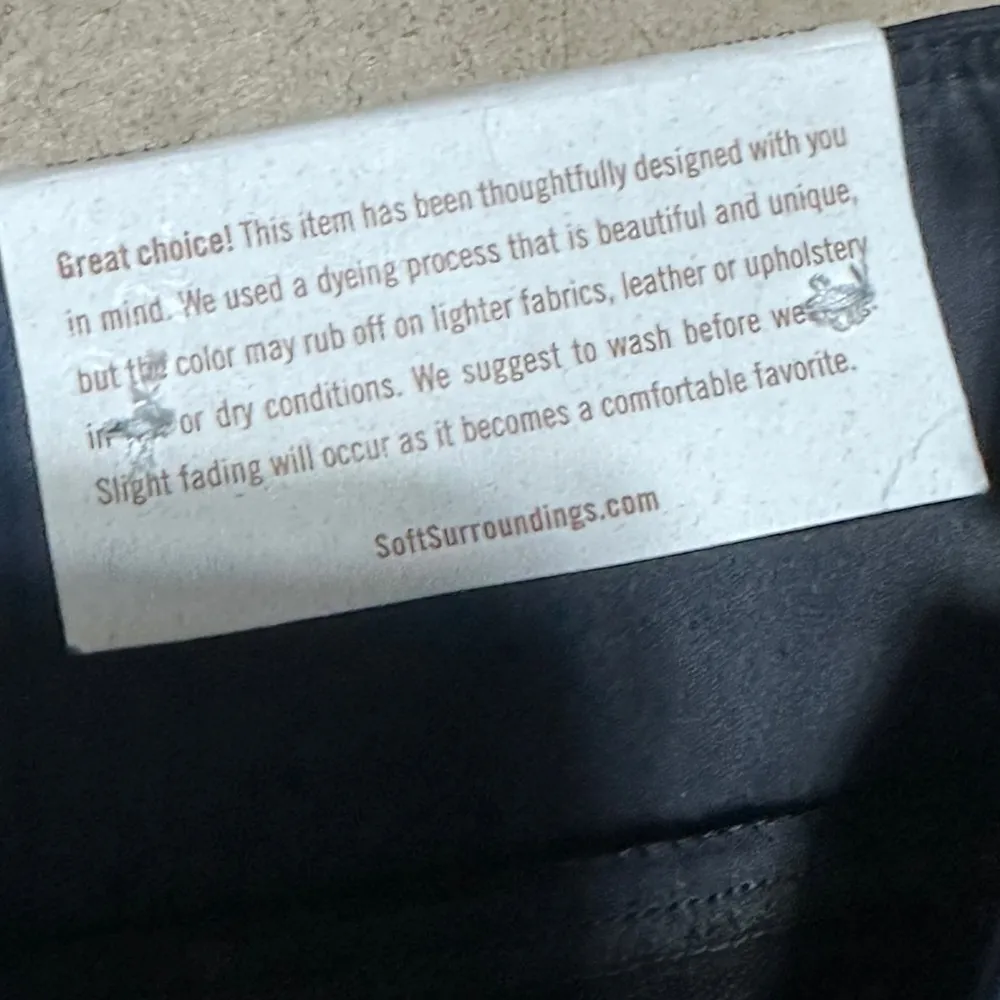 Great choice! This item has been thoughtfully designed with you
in mind. We used a dyeing process that is beautiful and unique,
but the color may rub off on lighter fabrics, leather or upholstery
or dry conditions. We suggest to wash before
Slight fading will occur as it becomes a comfortable favorite.
SoftSurroundings.com